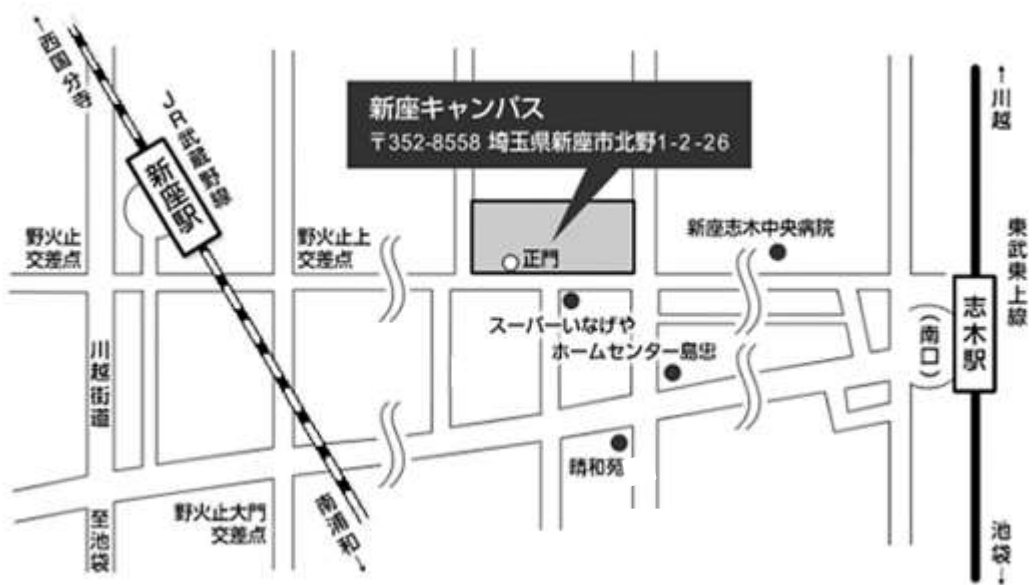 ←西国分寺
JR武蔵野線
新座駅
新座キャンパス
〒352-8558 埼玉県新座市北野1-2-26
←川越
野火止
交差点
野火止上
交差点
正門
新座志木中央病院
東武東上線
志木駅
(南口)
スーパーいなげや
ホームセンター島忠
川越街道
晴和苑
至池袋
野火止大門
交差点
南浦和→
池袋→